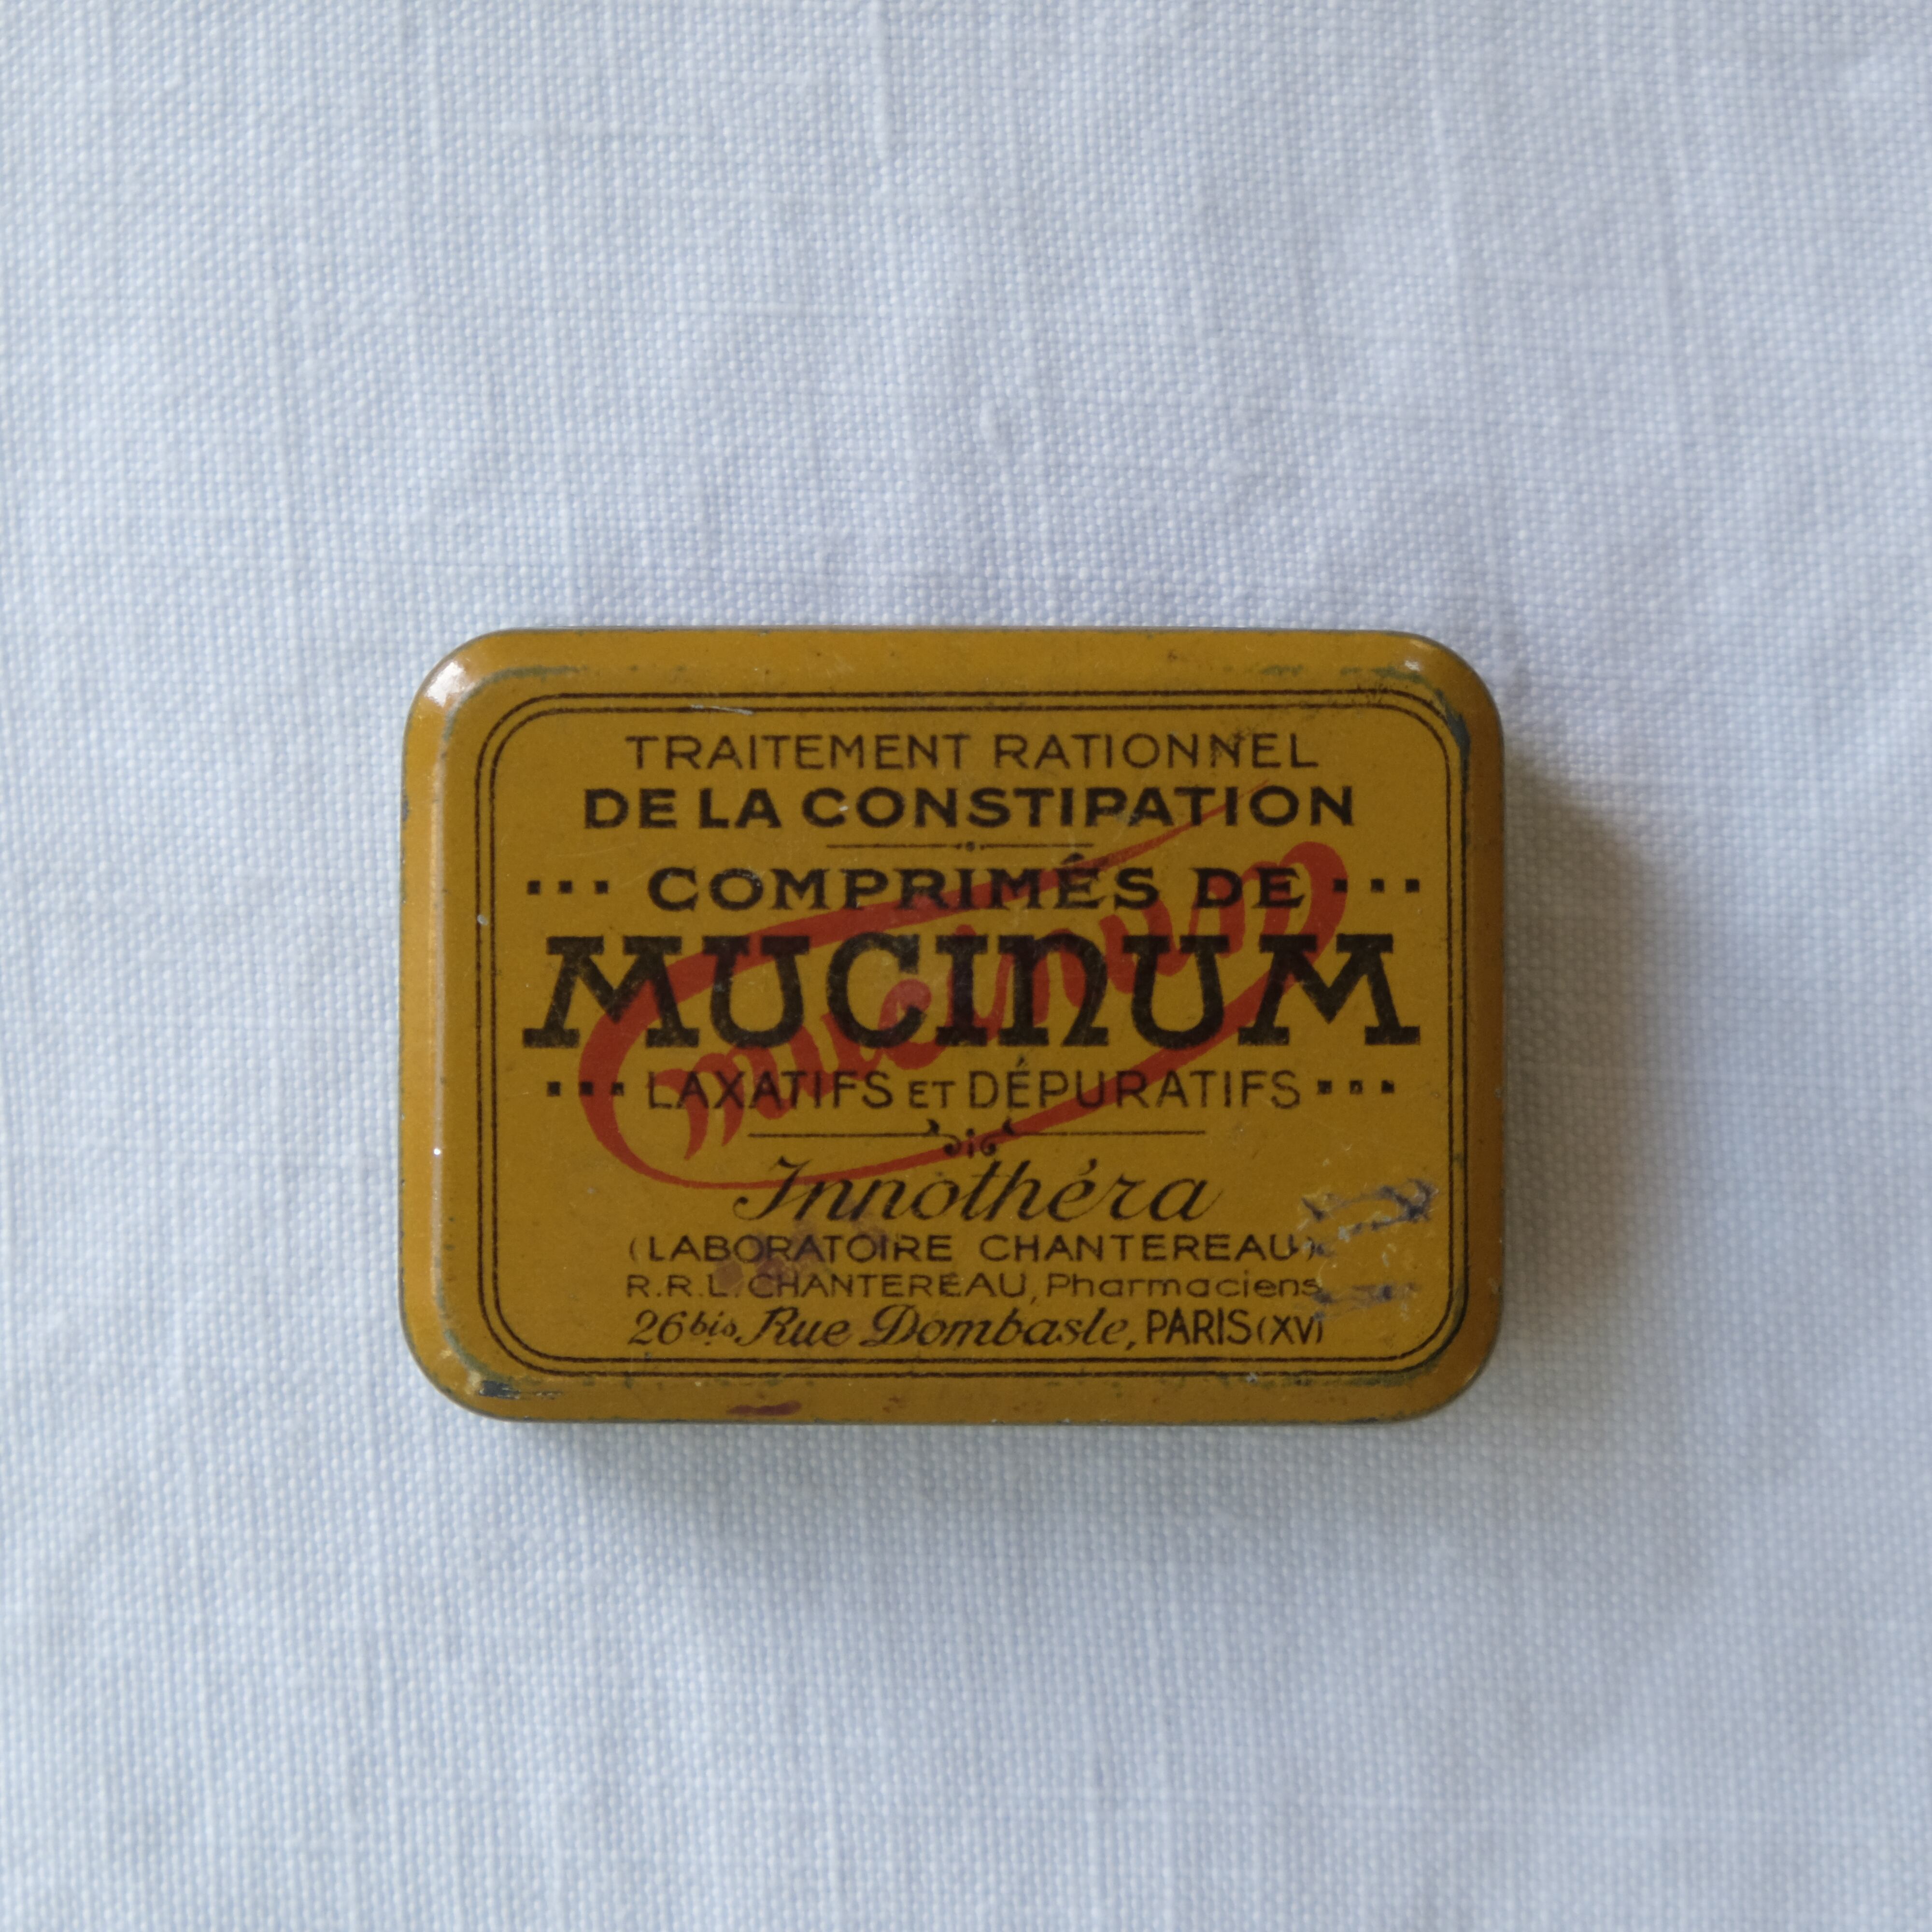 TRAITEMENT RATIONNEL
DE LA CONSTIPATION
COMPRIMÉS DE
MUCINUM
Mucinum
LAXATIFS ET DÉPURATIFS
Innothéra
(LABORATOIRE CHANTEREAU)
R.R.L. CHANTEREAU, Pharmaciens
26bis, Rue Dombasle, PARIS (XV)